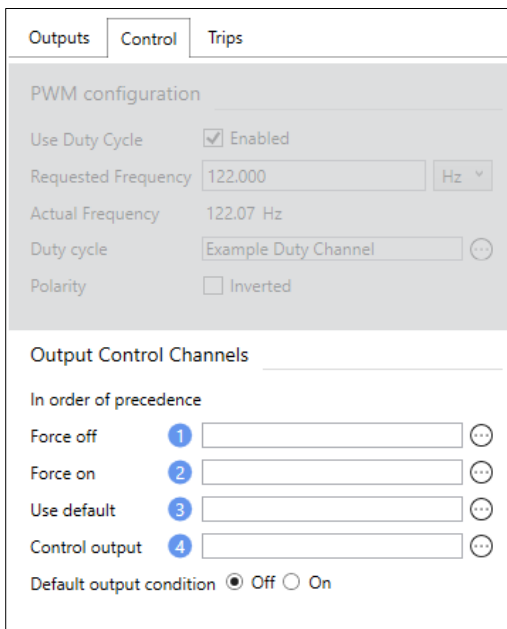 Outputs Control Trips
PWM configuration
Use Duty Cycle Enabled
Requested Frequency 122.000 Hz
Actual Frequency 122.07 Hz
Duty cycle Example Duty Channel
Polarity Inverted
Output Control Channels
In order of precedence
Force off 1
Force on 2
Use default 3
Control output 4
Default output condition Off On